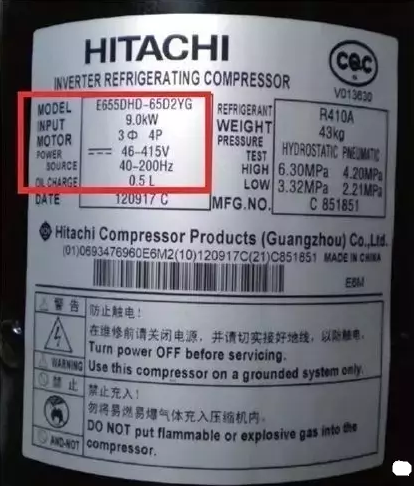 HITACHI
INVERTER REFRIGERATING COMPRESSOR
CQC
V013630
MODEL E655DHD-65D2YG
INPUT 9.0kW
MOTOR 3Φ 4P
POWER SOURCE 46-415V
40-200Hz
OIL CHARGE 0.5 L
DATE 120917 C
REFRIGERANT R410A
WEIGHT 43kg
PRESSURE TEST HYDROSTATIC PNEUMATIC
HIGH 6.30MPa 4.20MPa
LOW 3.32MPa 2.21MPa
MFG.NO. C 851851
Hitachi Compressor Products (Guangzhou) Co.,Ltd.
(01)0693476960E6M2(10)120917C(21)C851851 MADE IN CHINA
E6M
警告 防止触电!
在维修前请关闭电源,并请切实接好地线,以防触电。
Turn power OFF before servicing.
WARNING Use this compressor on a grounded system only.
禁止 禁止充入!
勿将易燃易爆气体充入压缩机内。
DO NOT put flammable or explosive gas into the
compressor.